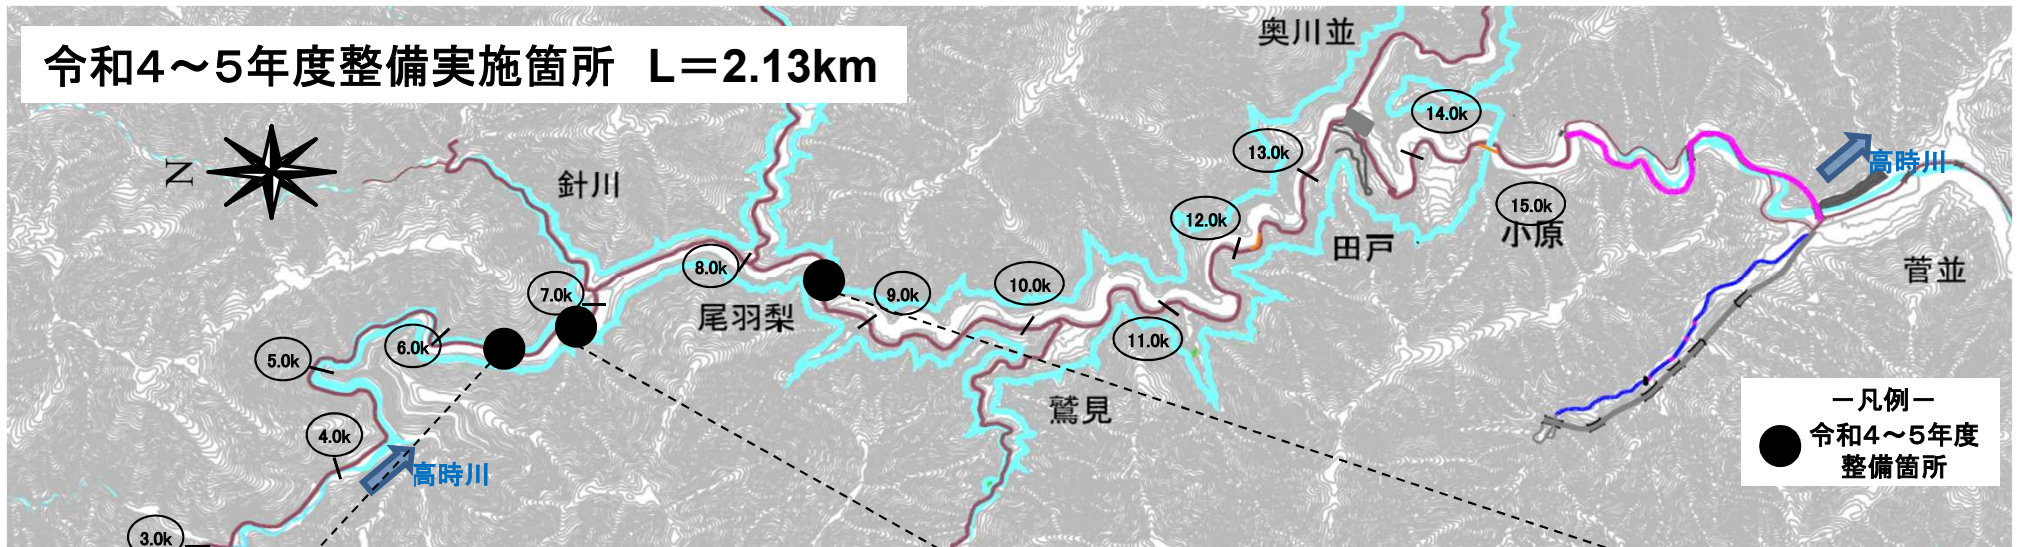 令和4～5年度整備実施箇所　L＝2.13km
奥川並
14.0k
13.0k
高時川
N
針川
15.0k
小原
12.0k
田戸
8.0k
菅並
7.0k
9.0k
10.0k
尾羽梨
11.0k
6.0k
5.0k
鷲見
－凡例－
令和4～5年度
整備箇所
4.0k
高時川
3.0k